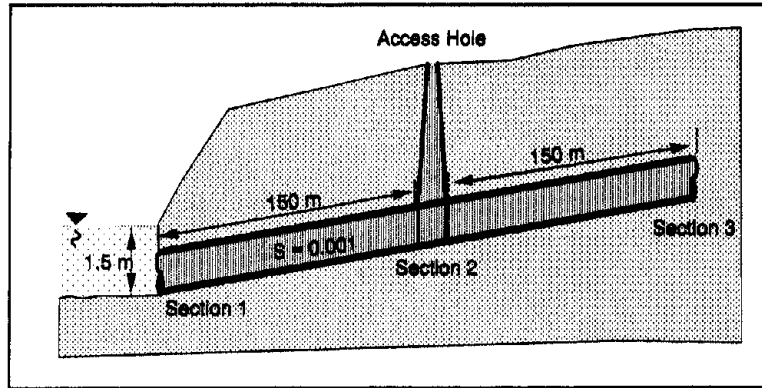 Access Hole
150 m
150 m
1.5 m
S = 0.001
Section 1
Section 2
Section 3